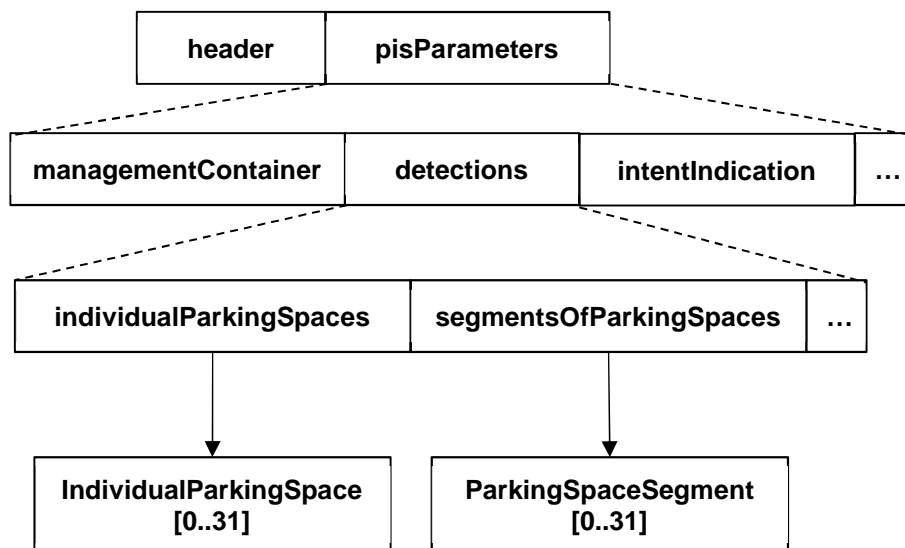 header pisParameters
managementContainer detections intentIndication ...
individualParkingSpaces segmentsOfParkingSpaces ...
IndividualParkingSpace ParkingSpaceSegment
[0..31] [0..31]